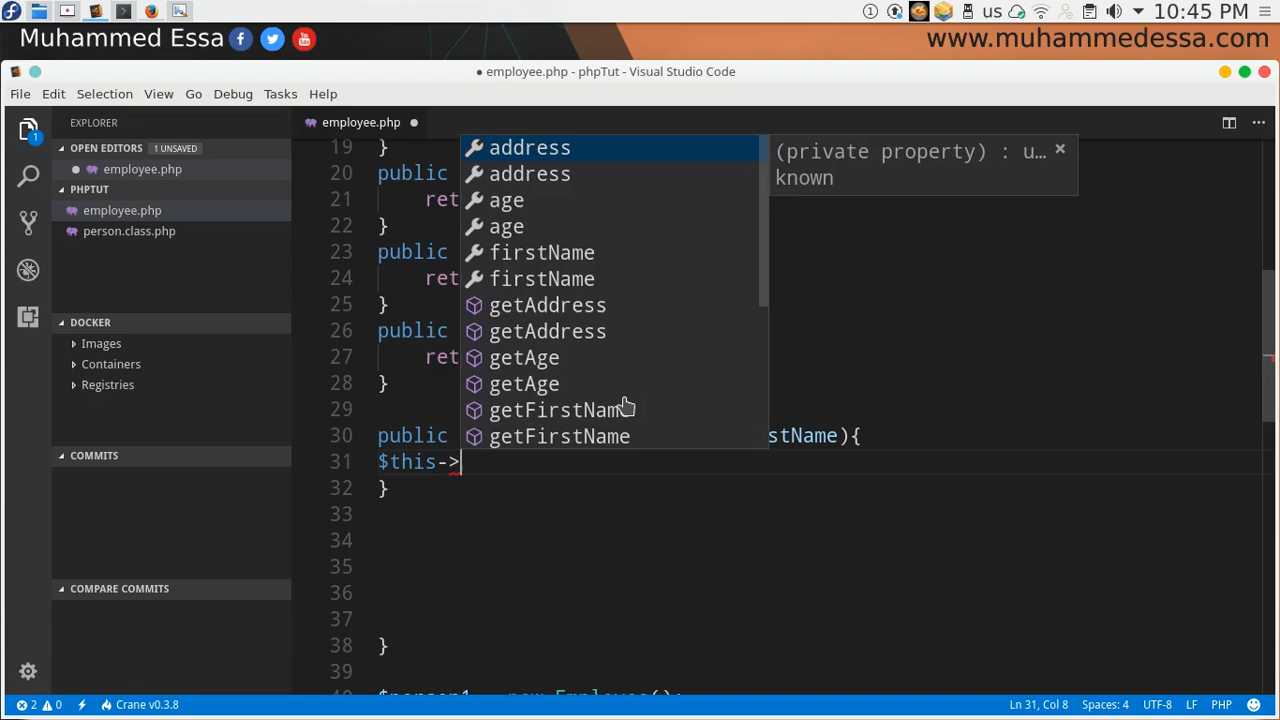 us 10:45 PM
Muhammed Essa
www.muhammedessa.com
● employee.php - phpTut - Visual Studio Code
File Edit Selection View Go Debug Tasks Help
EXPLORER
OPEN EDITORS 1 UNSAVED
● employee.php
PHPTUT
employee.php
person.class.php
DOCKER
Images
Containers
Registries
COMMITS
COMPARE COMMITS
employee.php ●
19 }
20 public
21 ret
22 }
23 public
24 ret
25 }
26 public
27 ret
28 }
29
30 public stName){
31 $this->
32 }
33
34
35
36
37
38 }
39
address
address
age
age
firstName
firstName
getAddress
getAddress
getAge
getAge
getFirstName
getFirstName
(private property) : u…
known
2 0 Crane v0.3.8 Ln 31, Col 8 Spaces: 4 UTF-8 LF PHP